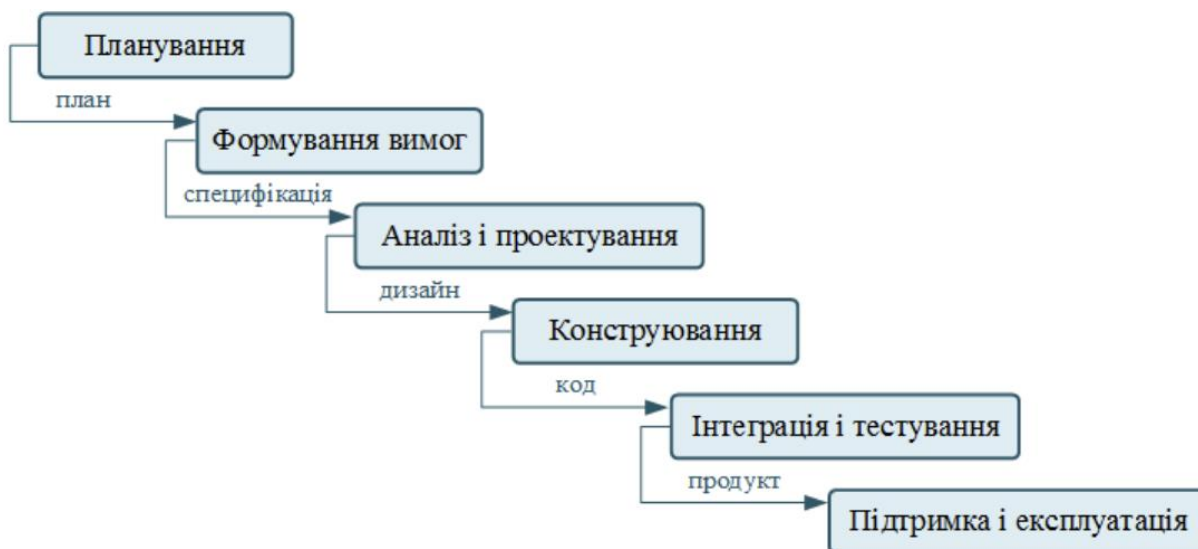 Планування
план
Формування вимог
специфікація
Аналіз і проектування
дизайн
Конструювання
код
Інтеграція і тестування
продукт
Підтримка і експлуатація